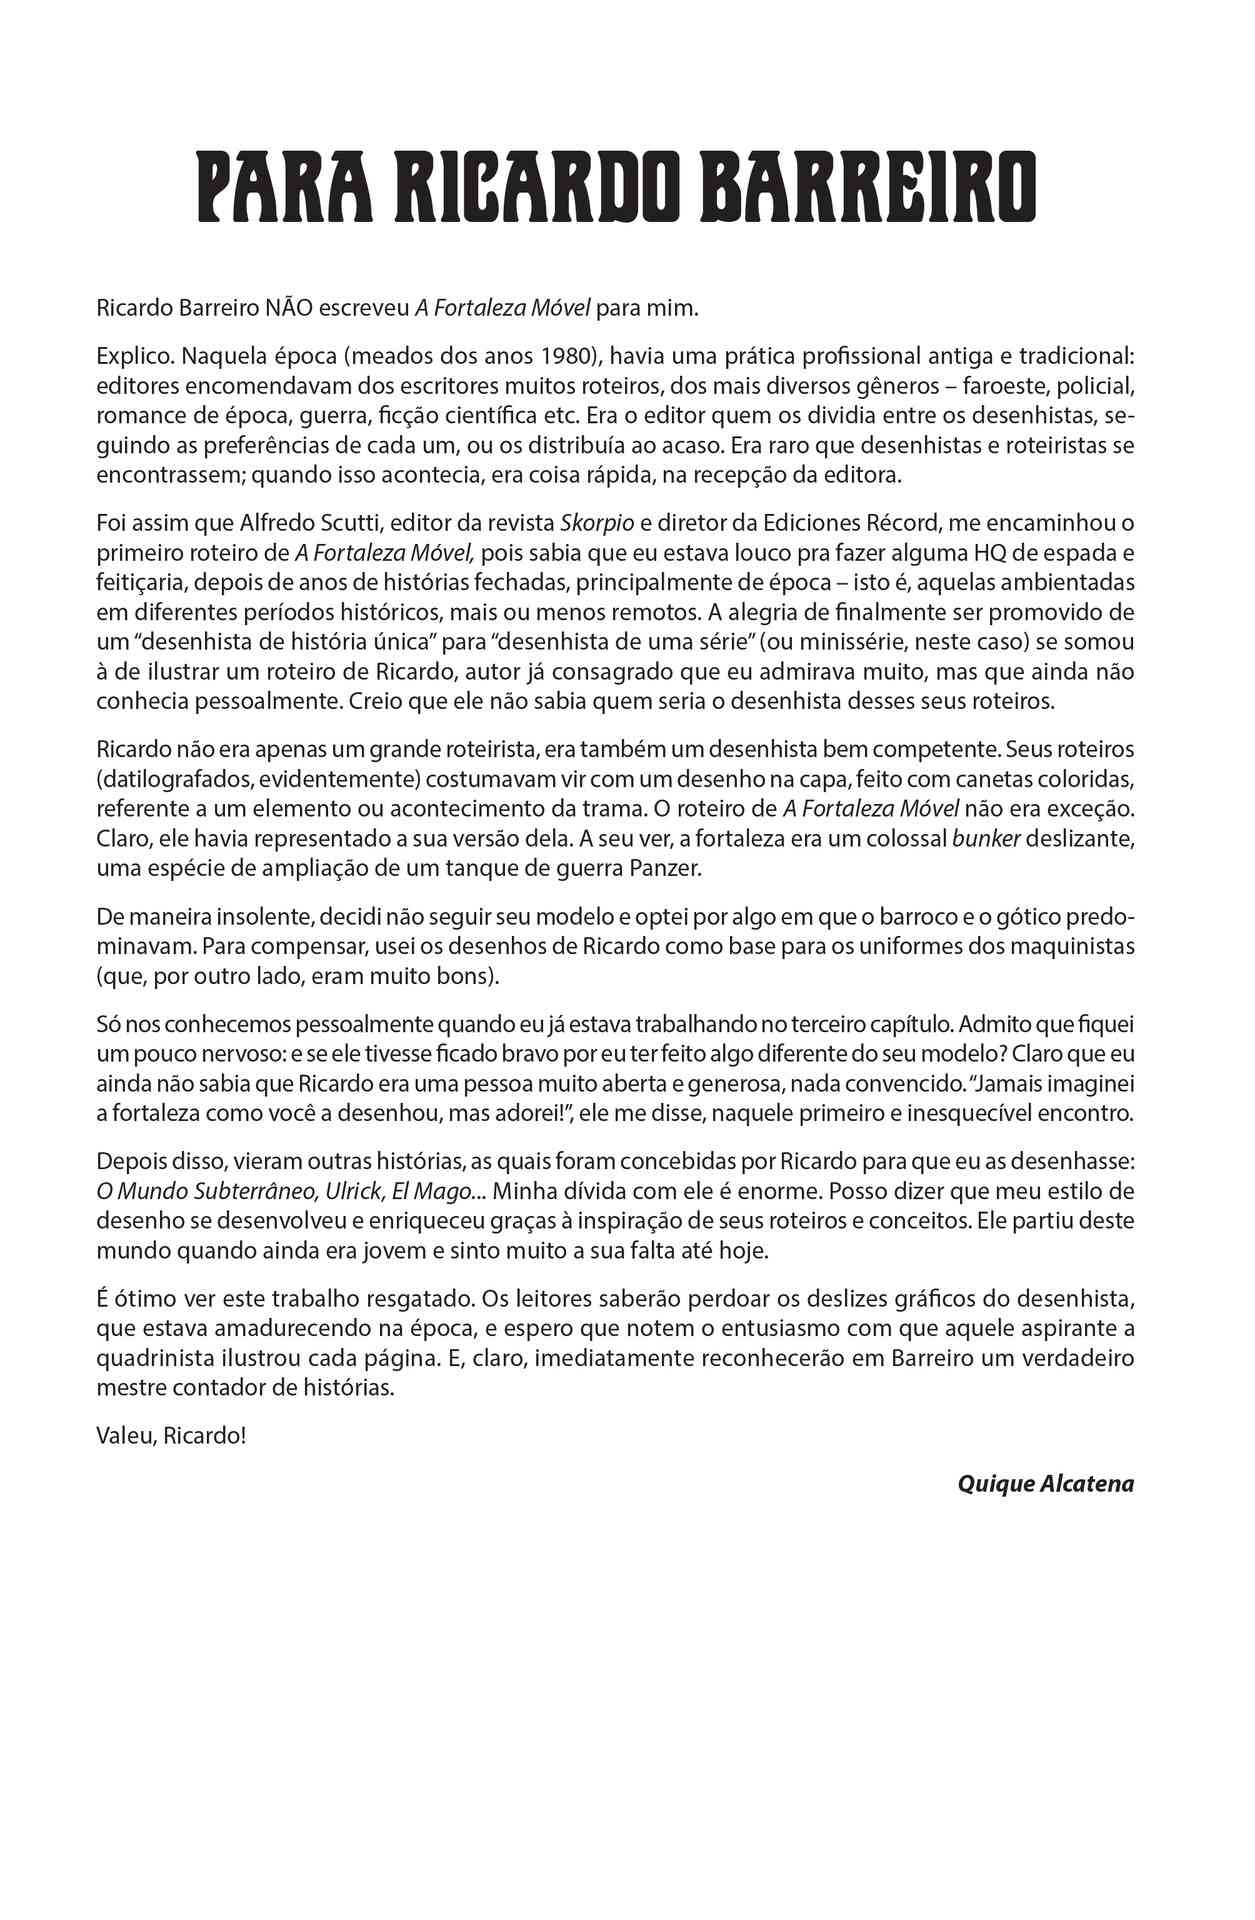 PARA RICARDO BARREIRO
Ricardo Barreiro NÃO escreveu A Fortaleza Móvel para mim.
Explico. Naquela época (meados dos anos 1980), havia uma prática profissional antiga e tradicional:
editores encomendavam dos escritores muitos roteiros, dos mais diversos gêneros – faroeste, policial,
romance de época, guerra, ficção científica etc. Era o editor quem os dividia entre os desenhistas, se-
guindo as preferências de cada um, ou os distribuía ao acaso. Era raro que desenhistas e roteiristas se
encontrassem; quando isso acontecia, era coisa rápida, na recepção da editora.
Foi assim que Alfredo Scutti, editor da revista Skorpio e diretor da Ediciones Récord, me encaminhou o
primeiro roteiro de A Fortaleza Móvel, pois sabia que eu estava louco pra fazer alguma HQ de espada e
feitiçaria, depois de anos de histórias fechadas, principalmente de época – isto é, aquelas ambientadas
em diferentes períodos históricos, mais ou menos remotos. A alegria de finalmente ser promovido de
um “desenhista de história única” para “desenhista de uma série” (ou minissérie, neste caso) se somou
à de ilustrar um roteiro de Ricardo, autor já consagrado que eu admirava muito, mas que ainda não
conhecia pessoalmente. Creio que ele não sabia quem seria o desenhista desses seus roteiros.
Ricardo não era apenas um grande roteirista, era também um desenhista bem competente. Seus roteiros
(datilografados, evidentemente) costumavam vir com um desenho na capa, feito com canetas coloridas,
referente a um elemento ou acontecimento da trama. O roteiro de A Fortaleza Móvel não era exceção.
Claro, ele havia representado a sua versão dela. A seu ver, a fortaleza era um colossal bunker deslizante,
uma espécie de ampliação de um tanque de guerra Panzer.
De maneira insolente, decidi não seguir seu modelo e optei por algo em que o barroco e o gótico predo-
minavam. Para compensar, usei os desenhos de Ricardo como base para os uniformes dos maquinistas
(que, por outro lado, eram muito bons).
Só nos conhecemos pessoalmente quando eu já estava trabalhando no terceiro capítulo. Admito que fiquei
um pouco nervoso: e se ele tivesse ficado bravo por eu ter feito algo diferente do seu modelo? Claro que eu
ainda não sabia que Ricardo era uma pessoa muito aberta e generosa, nada convencido. “Jamais imaginei
a fortaleza como você a desenhou, mas adorei!”, ele me disse, naquele primeiro e inesquecível encontro.
Depois disso, vieram outras histórias, as quais foram concebidas por Ricardo para que eu as desenhasse:
O Mundo Subterrâneo, Ulrick, El Mago... Minha dívida com ele é enorme. Posso dizer que meu estilo de
desenho se desenvolveu e enriqueceu graças à inspiração de seus roteiros e conceitos. Ele partiu deste
mundo quando ainda era jovem e sinto muito a sua falta até hoje.
É ótimo ver este trabalho resgatado. Os leitores saberão perdoar os deslizes gráficos do desenhista,
que estava amadurecendo na época, e espero que notem o entusiasmo com que aquele aspirante a
quadrinista ilustrou cada página. E, claro, imediatamente reconhecerão em Barreiro um verdadeiro
mestre contador de histórias.
Valeu, Ricardo!
Quique Alcatena